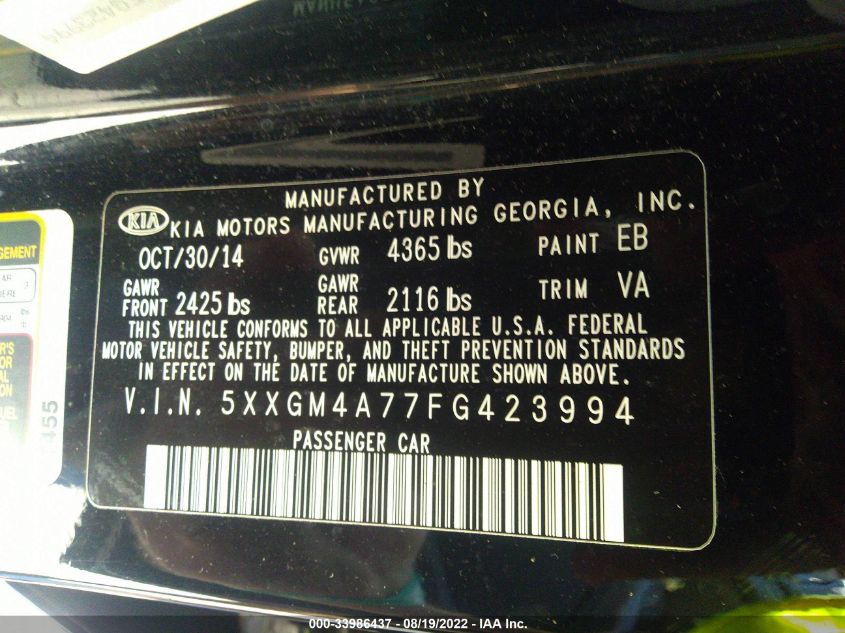 MANUFACTURED BY
KIA KIA MOTORS MANUFACTURING GEORGIA, INC.
OCT/30/14 GVWR 4365 lbs PAINT EB
GAWR FRONT 2425 lbs GAWR REAR 2116 lbs TRIM VA
THIS VEHICLE CONFORMS TO ALL APPLICABLE U.S.A. FEDERAL
MOTOR VEHICLE SAFETY, BUMPER, AND THEFT PREVENTION STANDARDS
IN EFFECT ON THE DATE OF MANUFACTURE SHOWN ABOVE.
V.I.N. 5XXGM4A77FG423994
PASSENGER CAR
000-33986437 - 08/19/2022 - IAA Inc.